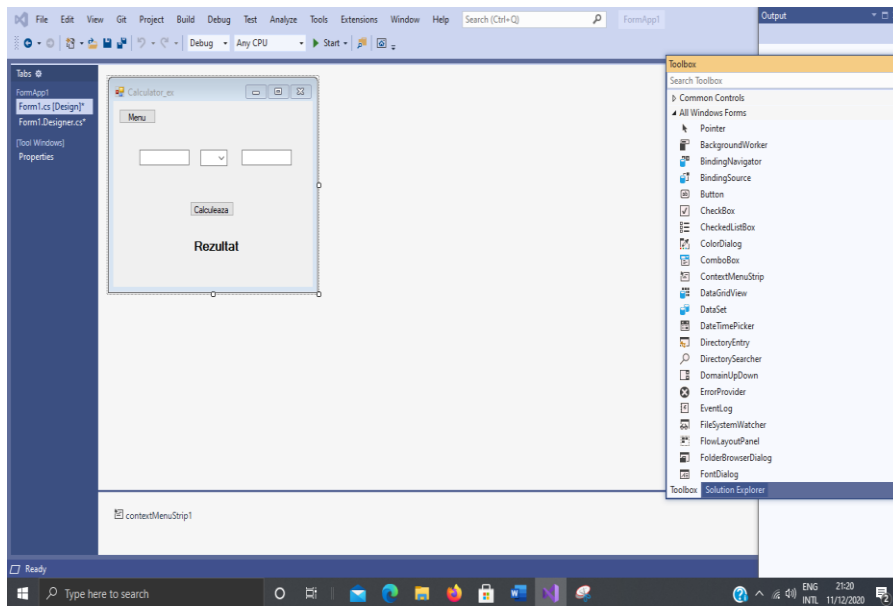 File Edit View Git Project Build Debug Test Analyze Tools Extensions Window Help Search (Ctrl+Q) FormApp1
Debug Any CPU Start
Output
Tabs
FormApp1
Form1.cs [Design]*
Form1.Designer.cs*
[Tool Windows]
Properties
Calculator_ex
Menu
Calculeaza
Rezultat
contextMenuStrip1
Toolbox
Search Toolbox
Common Controls
All Windows Forms
Pointer
BackgroundWorker
BindingNavigator
BindingSource
Button
CheckBox
CheckedListBox
ColorDialog
ComboBox
ContextMenuStrip
DataGridView
DataSet
DateTimePicker
DirectoryEntry
DirectorySearcher
DomainUpDown
ErrorProvider
EventLog
FileSystemWatcher
FlowLayoutPanel
FolderBrowserDialog
FontDialog
Toolbox Solution Explorer
Ready
Type here to search
ENG 21:20
INTL 11/12/2020